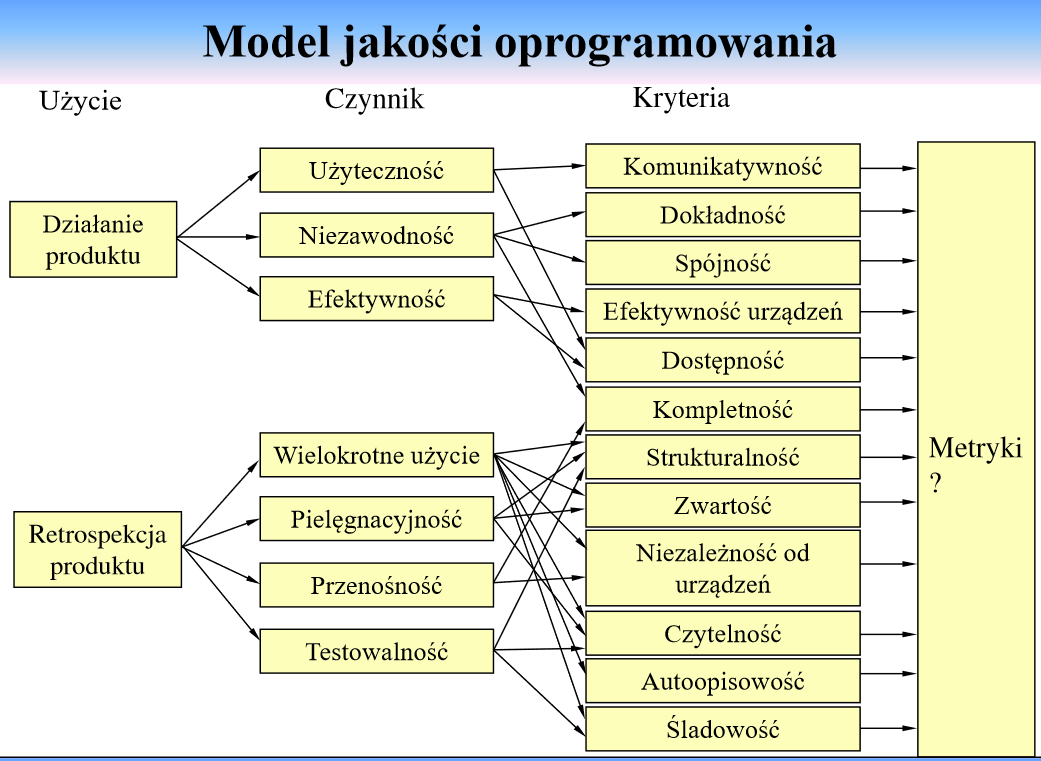 Model jakości oprogramowania
Użycie
Czynnik
Kryteria
Działanie
produktu
Retrospekcja
produktu
Użyteczność
Niezawodność
Efektywność
Wielokrotne użycie
Pielęgnacyjność
Przenośność
Testowalność
Komunikatywność
Dokładność
Spójność
Efektywność urządzeń
Dostępność
Kompletność
Strukturalność
Zwartość
Niezależność od
urządzeń
Czytelność
Autoopisowość
Śladowość
Metryki
?